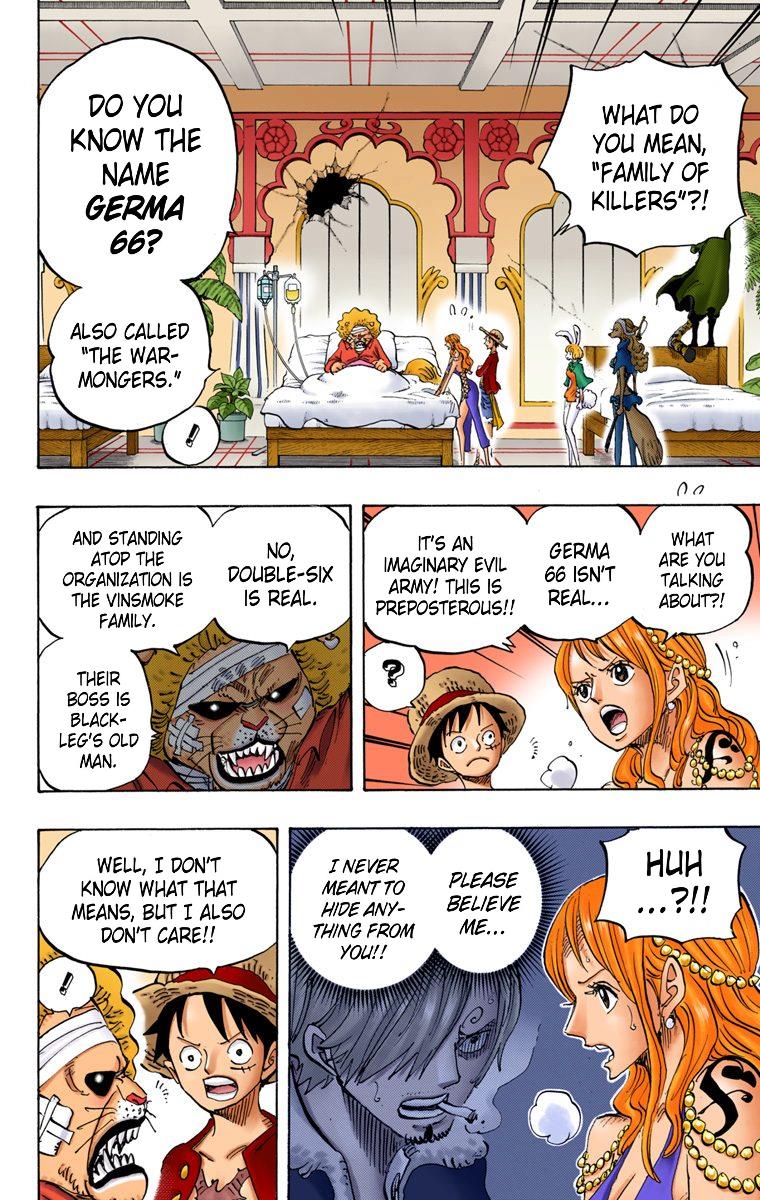 WHAT DO
YOU MEAN,
"FAMILY OF
KILLERS"?!
DO YOU
KNOW THE
NAME
GERMA
66?
ALSO CALLED
"THE WAR-
MONGERS."
!
WHAT
ARE YOU
TALKING
ABOUT?!
GERMA
66 ISN'T
REAL...
IT'S AN
IMAGINARY EVIL
ARMY! THIS IS
PREPOSTEROUS!!
?
NO,
DOUBLE-SIX
IS REAL.
AND STANDING
ATOP THE
ORGANIZATION IS
THE VINSMOKE
FAMILY.
THEIR
BOSS IS
BLACK-
LEG'S OLD
MAN.
HUH
...?!!
PLEASE
BELIEVE
ME...
I NEVER
MEANT TO
HIDE ANY-
THING FROM
YOU!!
WELL, I DON'T
KNOW WHAT THAT
MEANS, BUT I ALSO
DON'T CARE!!
!